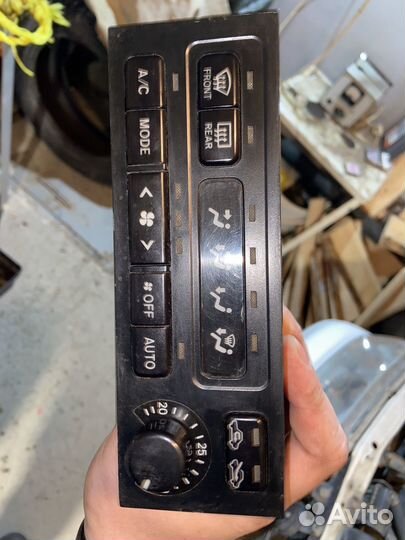 A/C
MODE
OFF
AUTO
FRONT
REAR
20
25
Avito